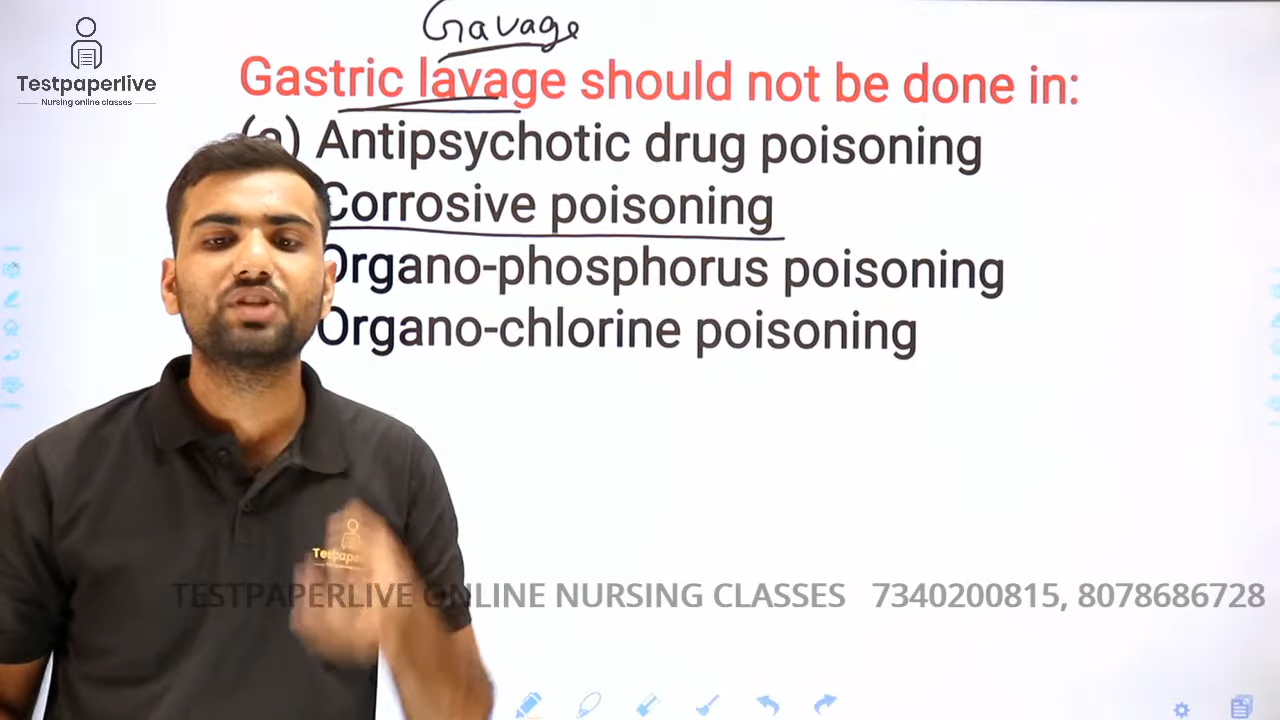 Gavage
Testpaperlive
Nursing online classes
Gastric lavage should not be done in:
(a) Antipsychotic drug poisoning
Corrosive poisoning
Organo-phosphorus poisoning
Organo-chlorine poisoning
Testpape
TESTPAPERLIVE ONLINE NURSING CLASSES 7340200815, 8078686728